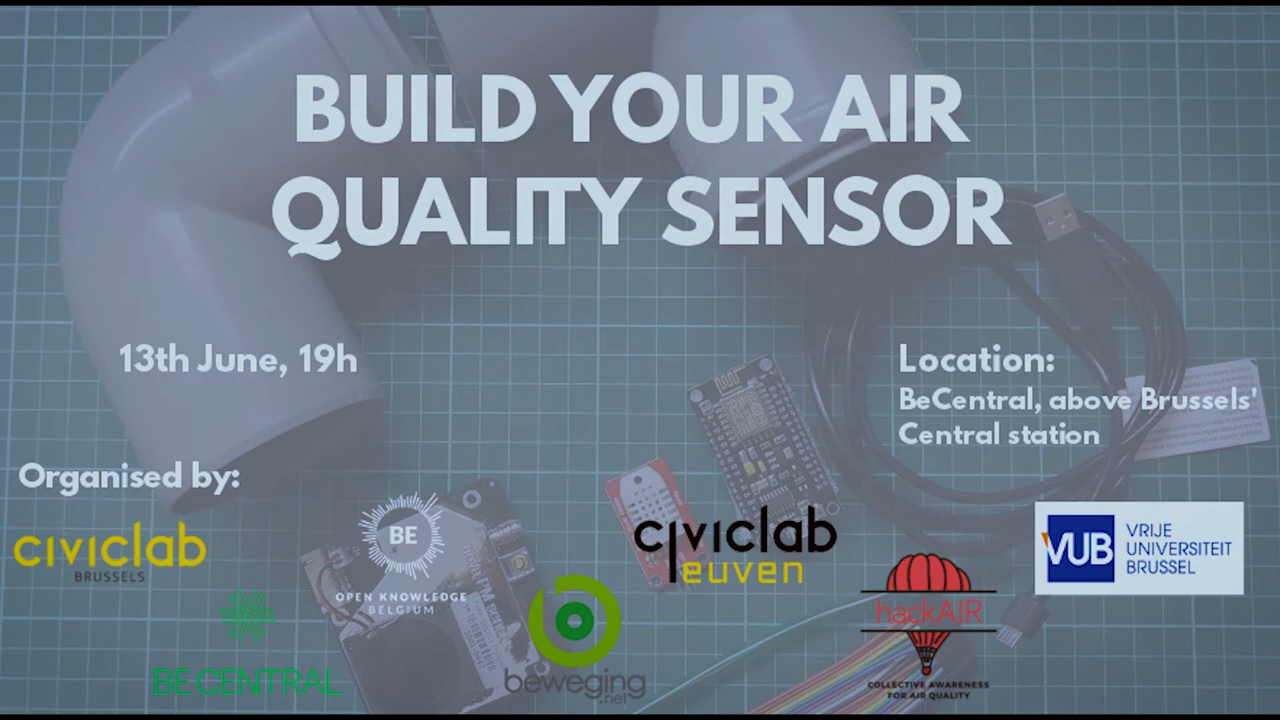 BUILD YOUR AIR
QUALITY SENSOR
13th June, 19h
Location:
BeCentral, above Brussels'
Central station
Organised by:
civiclab
BRUSSELS
BE
OPEN KNOWLEDGE
BELGIUM
civiclab
leuven
VUB
VRIJE
UNIVERSITEIT
BRUSSEL
BE CENTRAL
beweging
.net
hackAIR
COLLECTIVE AWARENESS
FOR AIR QUALITY